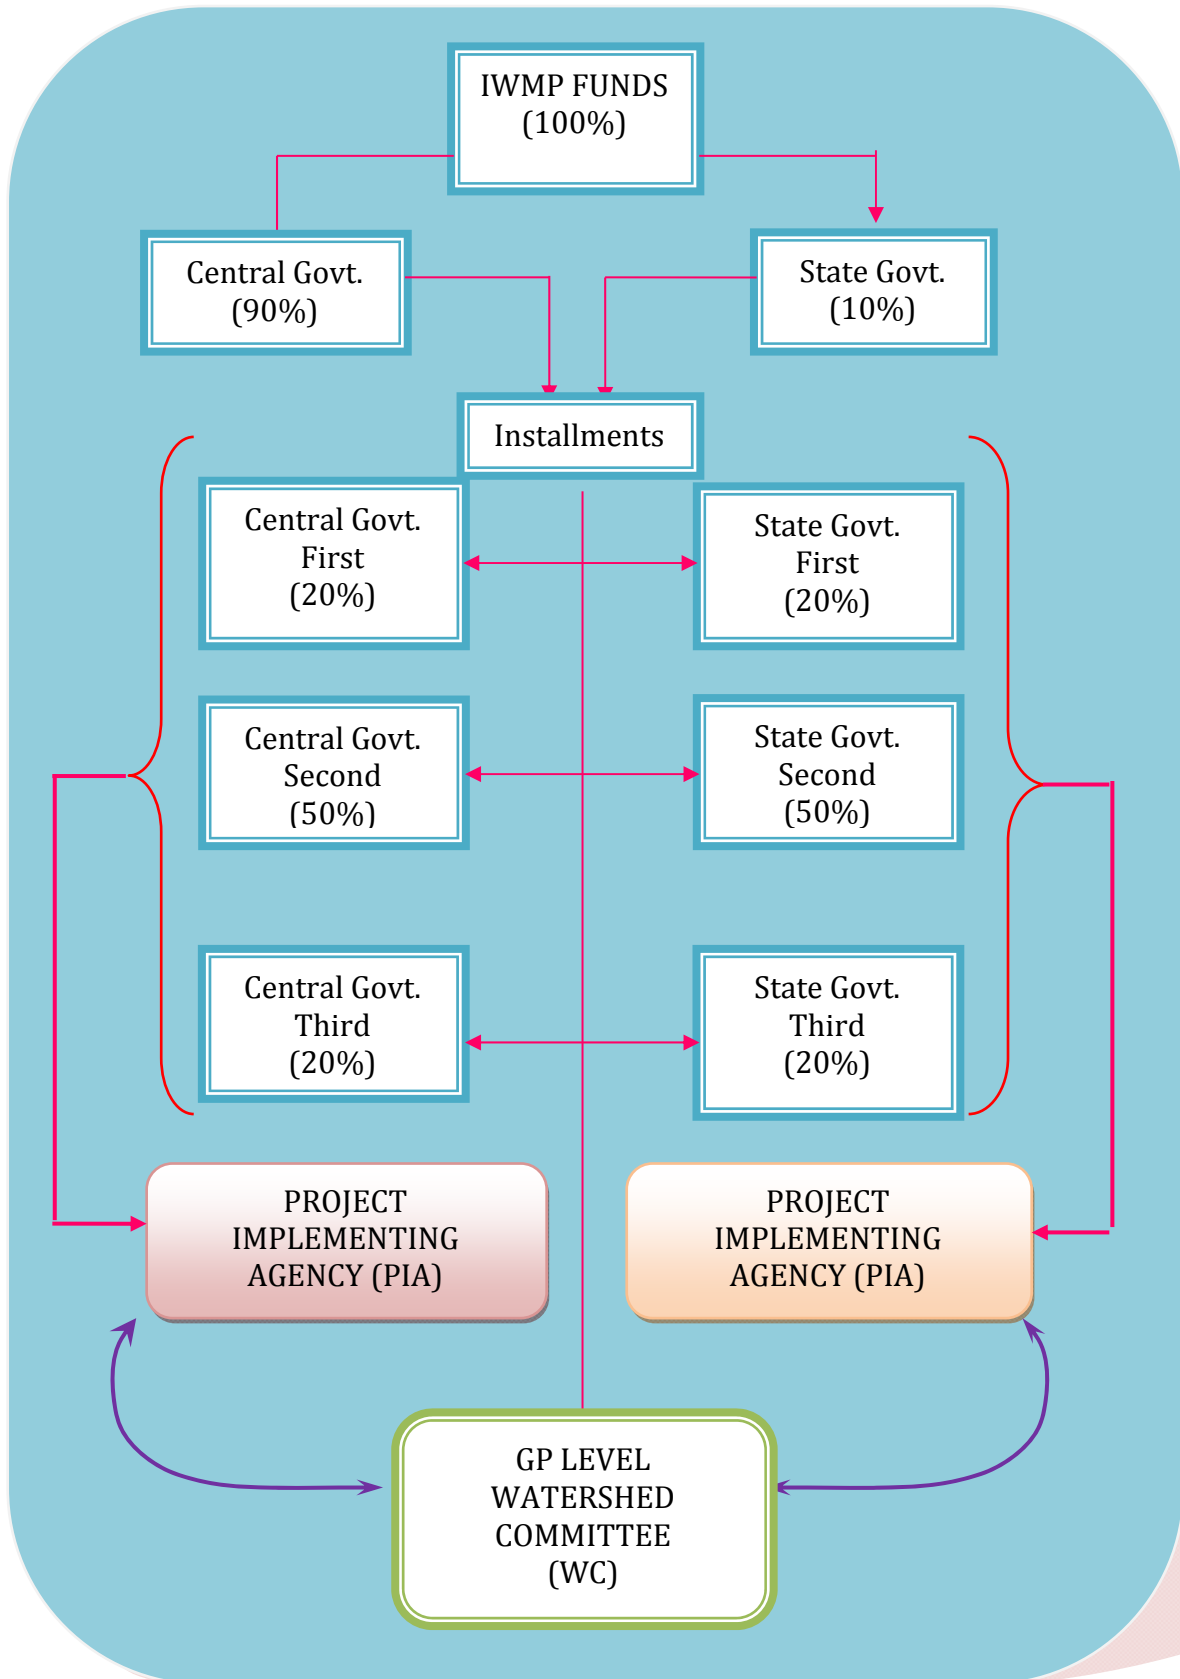 IWMP FUNDS
(100%)
Central Govt.
(90%)
State Govt.
(10%)
Installments
Central Govt.
First
(20%)
State Govt.
First
(20%)
Central Govt.
Second
(50%)
State Govt.
Second
(50%)
Central Govt.
Third
(20%)
State Govt.
Third
(20%)
PROJECT
IMPLEMENTING
AGENCY (PIA)
PROJECT
IMPLEMENTING
AGENCY (PIA)
GP LEVEL
WATERSHED
COMMITTEE
(WC)